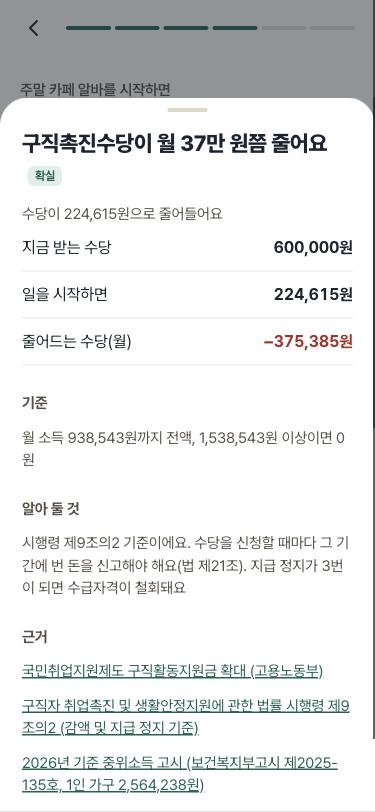 주말 카페 알바를 시작하면
구직촉진수당이 월 37만 원쯤 줄어요
확실
수당이 224,615원으로 줄어들어요
지금 받는 수당 600,000원
일을 시작하면 224,615원
줄어드는 수당(월) −375,385원
기준
월 소득 938,543원까지 전액, 1,538,543원 이상이면 0
원
알아 둘 것
시행령 제9조의2 기준이에요. 수당을 신청할 때마다 그 기
간에 번 돈을 신고해야 해요(법 제21조). 지급 정지가 3번
이 되면 수급자격이 철회돼요
근거
국민취업지원제도 구직활동지원금 확대 (고용노동부)
구직자 취업촉진 및 생활안정지원에 관한 법률 시행령 제9
조의2 (감액 및 지급 정지 기준)
2026년 기준 중위소득 고시 (보건복지부고시 제2025-
135호, 1인 가구 2,564,238원)